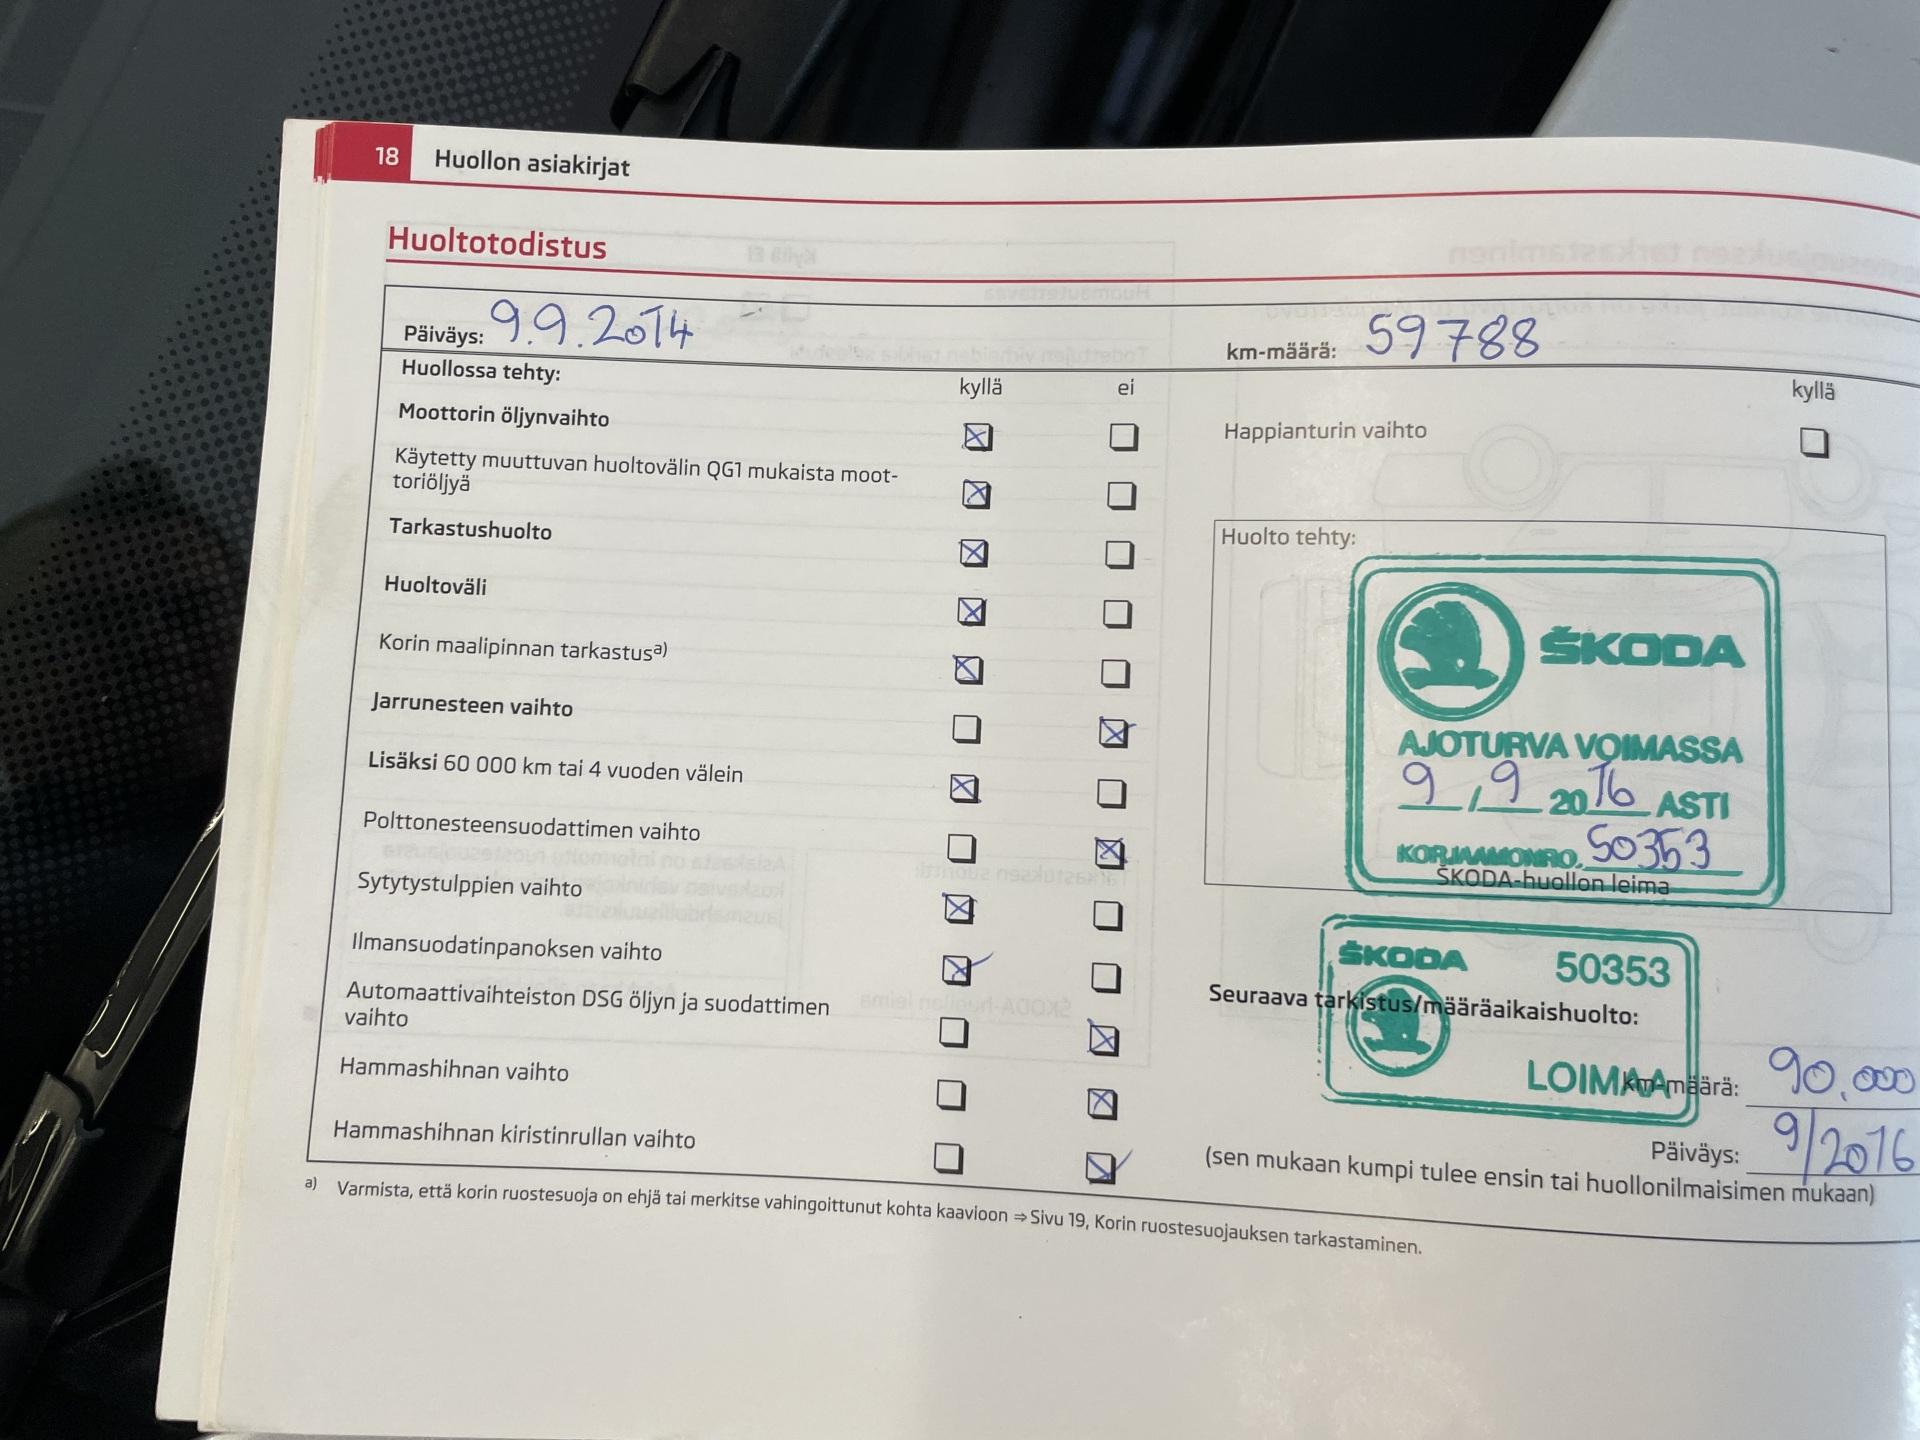 18 Huollon asiakirjat
Huoltotodistus
Päiväys: 9.9.2014 km-määrä: 59788
Huollossa tehty: kyllä ei kyllä
Moottorin öljynvaihto
Happianturin vaihto
Käytetty muuttuvan huoltovälin QG1 mukaista moot-
toriöljyä
Tarkastushuolto
Huoltoväli
Korin maalipinnan tarkastusa)
Jarrunesteen vaihto
Lisäksi 60 000 km tai 4 vuoden välein
Polttonesteensuodattimen vaihto
Sytytystulppien vaihto
Ilmansuodatinpanoksen vaihto
Automaattivaihteiston DSG öljyn ja suodattimen
vaihto
Hammashihnan vaihto
Hammashihnan kiristinrullan vaihto
Huolto tehty:
ŠKODA
AJOTURVA VOIMASSA
9/9 2016 ASTI
KORJAAMONRO. 50353
ŠKODA-huollon leima
ŠKODA 50353
Seuraava tarkistus/määräaikaishuolto:
LOIMAA
km-määrä: 90.000
Päiväys: 9/2016
(sen mukaan kumpi tulee ensin tai huollonilmaisimen mukaan)
a) Varmista, että korin ruostesuoja on ehjä tai merkitse vahingoittunut kohta kaavioon ⇒ Sivu 19, Korin ruostesuojauksen tarkastaminen.